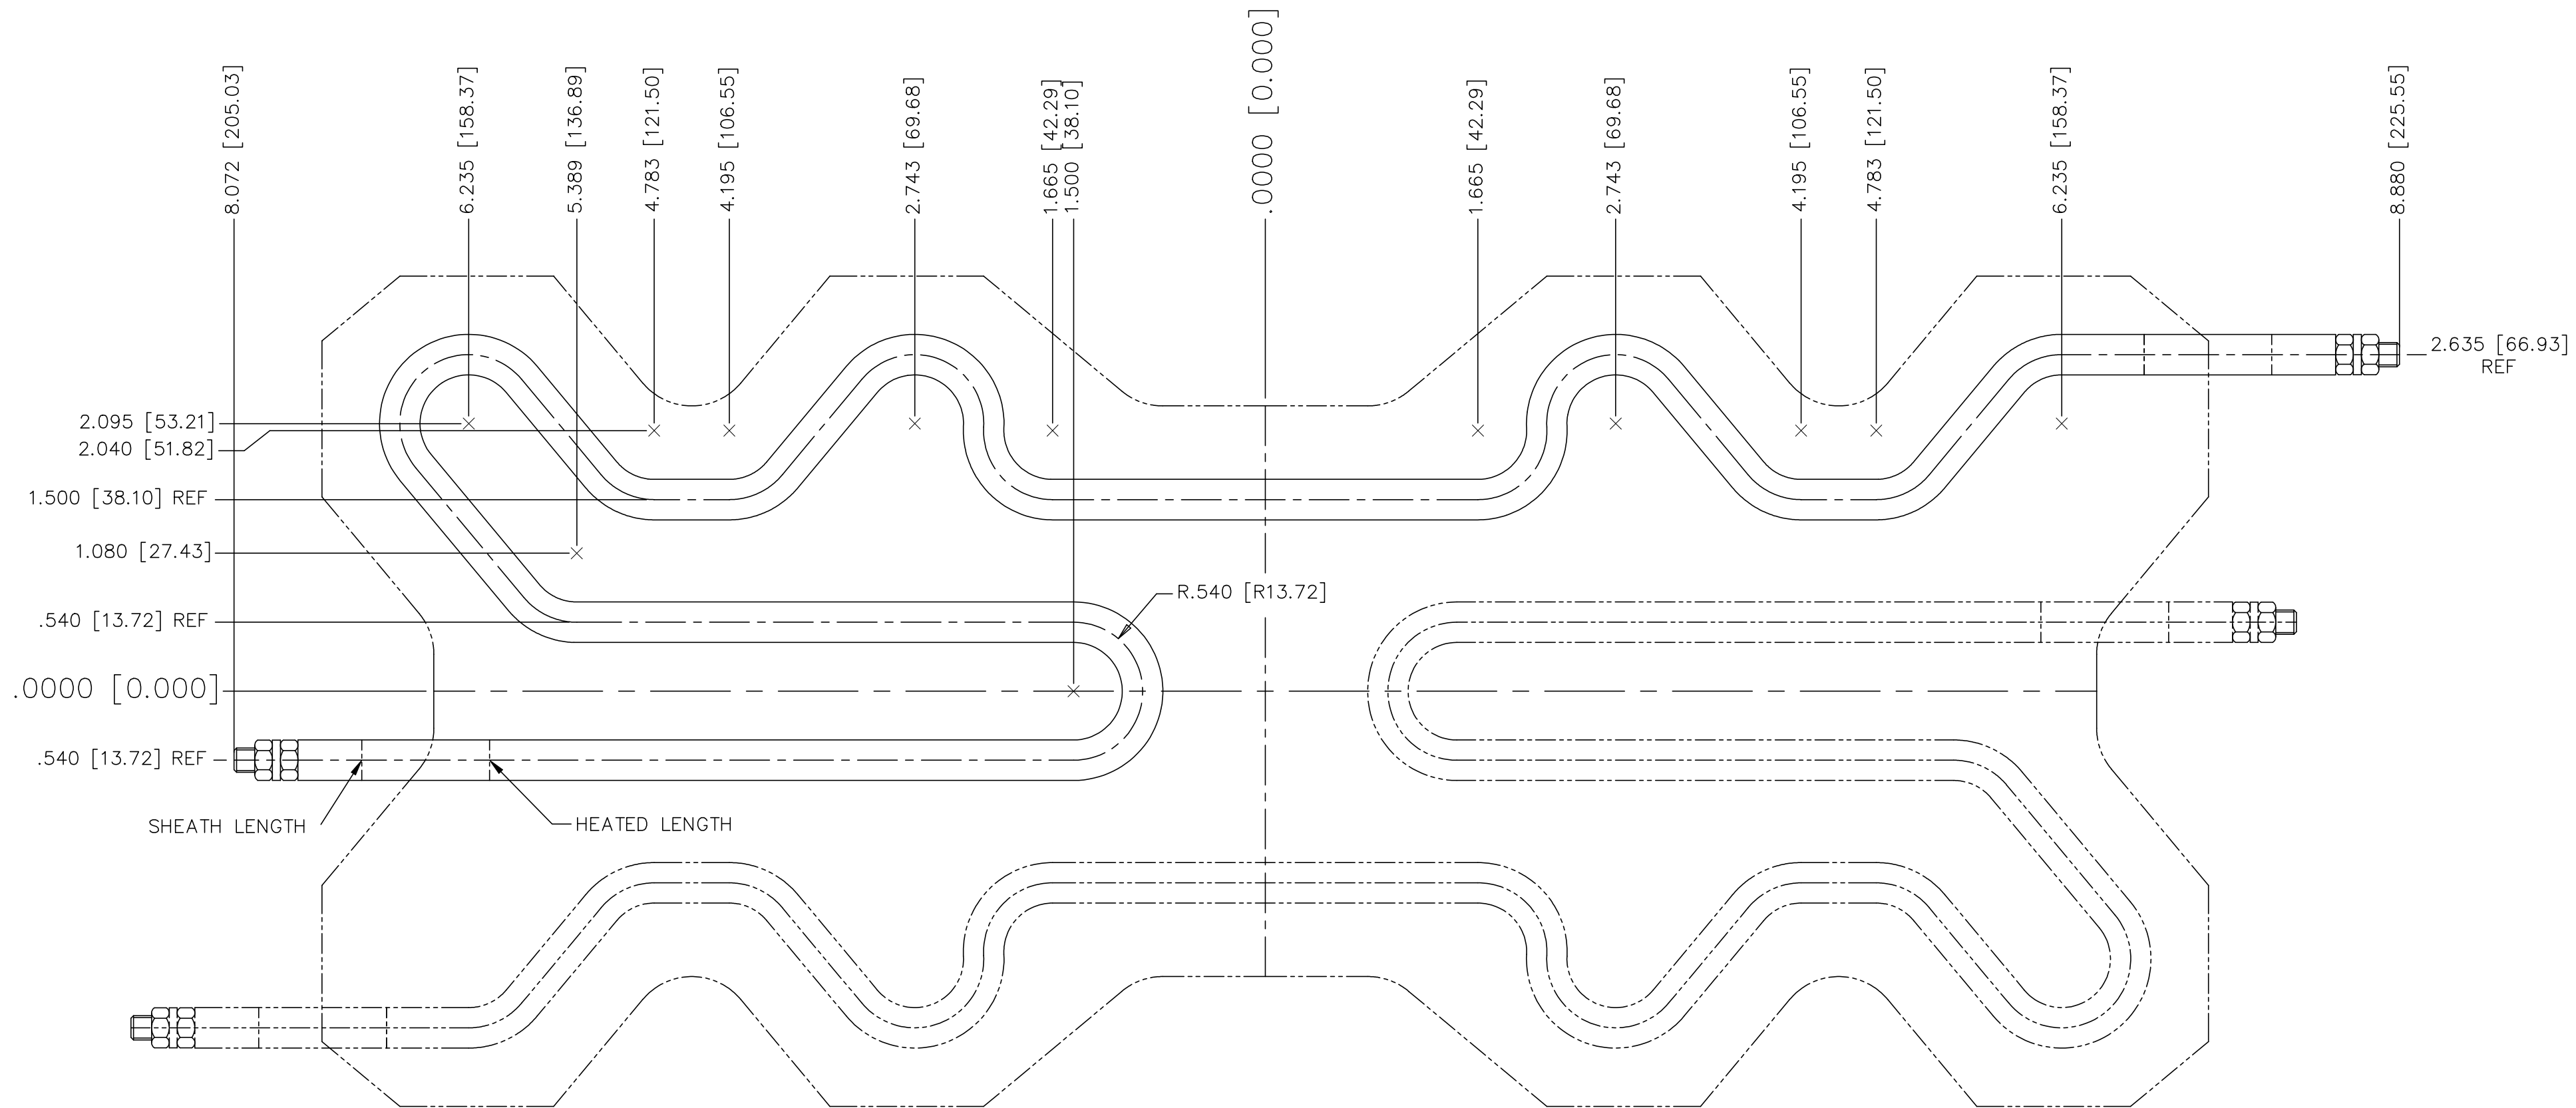 8.072 [205.03]
6.235 [158.37]
5.389 [136.89]
4.783 [121.50]
4.195 [106.55]
2.743 [69.68]
1.665 [42.29]
1.500 [38.10]
.0000 [0.000]
1.665 [42.29]
2.743 [69.68]
4.195 [106.55]
4.783 [121.50]
6.235 [158.37]
8.880 [225.55]
2.635 [66.93]
REF
2.095 [53.21]
2.040 [51.82]
1.500 [38.10] REF
1.080 [27.43]
R.540 [R13.72]
.540 [13.72] REF
.0000 [0.000]
.540 [13.72] REF
SHEATH LENGTH
HEATED LENGTH